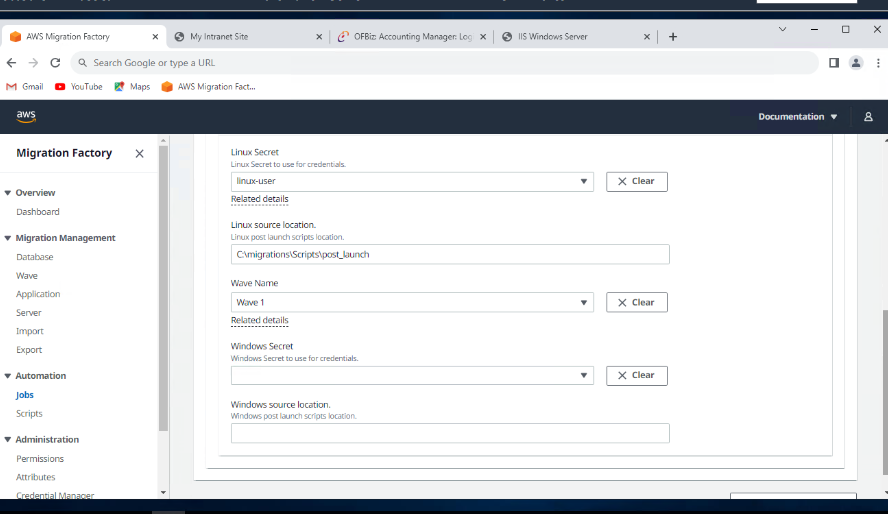 AWS Migration Factory
My Intranet Site
OFBiz: Accounting Manager: Log
IIS Windows Server
Search Google or type a URL
Gmail
YouTube
Maps
AWS Migration Fact...
aws
Documentation
Migration Factory
Overview
Dashboard
Migration Management
Database
Wave
Application
Server
Import
Export
Automation
Jobs
Scripts
Administration
Permissions
Attributes
Credential Manager
Linux Secret
Linux Secret to use for credentials.
linux-user
Clear
Related details
Linux source location.
Linux post launch scripts location.
C:\migrations\Scripts\post_launch
Wave Name
Wave 1
Clear
Related details
Windows Secret
Windows Secret to use for credentials.
Clear
Windows source location.
Windows post launch scripts location.